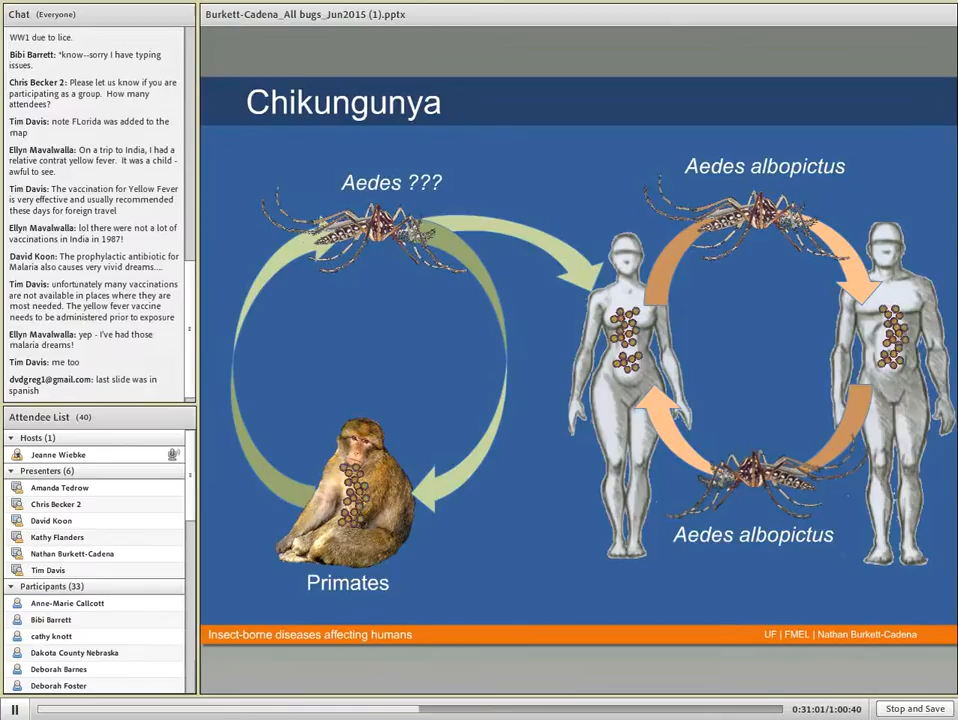 Chat (Everyone)
WW1 due to lice.
Bibi Barrett: *know--sorry I have typing
issues.
Chris Becker 2: Please let us know if you are
participating as a group. How many
attendees?
Tim Davis: note FLorida was added to the
map
Ellyn Mavalwalla: On a trip to India, I had a
relative contrat yellow fever. It was a child -
awful to see.
Tim Davis: The vaccination for Yellow Fever
is very effective and usually recommended
these days for foreign travel
Ellyn Mavalwalla: lol there were not a lot of
vaccinations in India in 1987!
David Koon: The prophylactic antibiotic for
Malaria also causes very vivid dreams....
Tim Davis: unfortunately many vaccinations
are not available in places where they are
most needed. The yellow fever vaccine
needs to be administered prior to exposure
Ellyn Mavalwalla: yep - I've had those
malaria dreams!
Tim Davis: me too
dvdgreg1@gmail.com: last slide was in
spanish
Attendee List (40)
Hosts (1)
Jeanne Wiebke
Presenters (6)
Amanda Tedrow
Chris Becker 2
David Koon
Kathy Flanders
Nathan Burkett-Cadena
Tim Davis
Participants (33)
Anne-Marie Callcott
Bibi Barrett
cathy knott
Dakota County Nebraska
Deborah Barnes
Deborah Foster
Burkett-Cadena_All bugs_Jun2015 (1).pptx
Chikungunya
Aedes ???
Aedes albopictus
Aedes albopictus
Primates
Insect-borne diseases affecting humans
UF | FMEL | Nathan Burkett-Cadena
0:31:01/1:00:40
Stop and Save